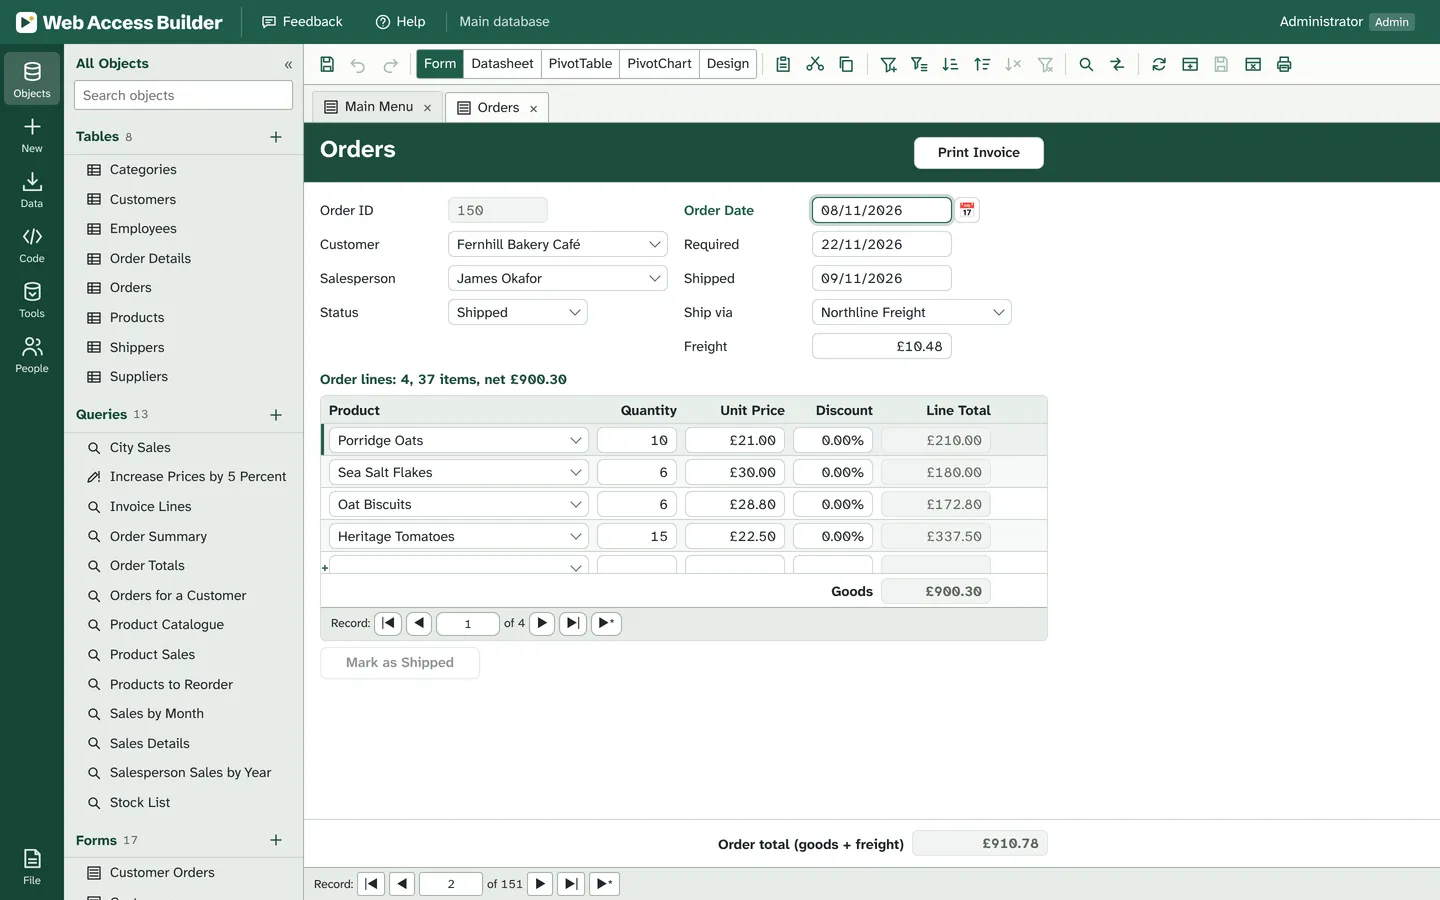 Web Access Builder
Feedback
Help
Main database
Administrator
Admin
Objects
New
Data
Code
Tools
People
File
All Objects
«
Search objects
Tables 8
+
Categories
Customers
Employees
Order Details
Orders
Products
Shippers
Suppliers
Queries 13
+
City Sales
Increase Prices by 5 Percent
Invoice Lines
Order Summary
Order Totals
Orders for a Customer
Product Catalogue
Product Sales
Products to Reorder
Sales by Month
Sales Details
Salesperson Sales by Year
Stock List
Forms 17
+
Customer Orders
Form
Datasheet
PivotTable
PivotChart
Design
Main Menu ×
Orders ×
Orders
Print Invoice
Order ID 150
Order Date 08/11/2026
Customer Fernhill Bakery Café
Required 22/11/2026
Salesperson James Okafor
Shipped 09/11/2026
Status Shipped
Ship via Northline Freight
Freight £10.48
Order lines: 4, 37 items, net £900.30
Product Quantity Unit Price Discount Line Total
Porridge Oats 10 £21.00 0.00% £210.00
Sea Salt Flakes 6 £30.00 0.00% £180.00
Oat Biscuits 6 £28.80 0.00% £172.80
Heritage Tomatoes 15 £22.50 0.00% £337.50
+
Goods £900.30
Record: 1 of 4
Mark as Shipped
Order total (goods + freight) £910.78
Record: 2 of 151